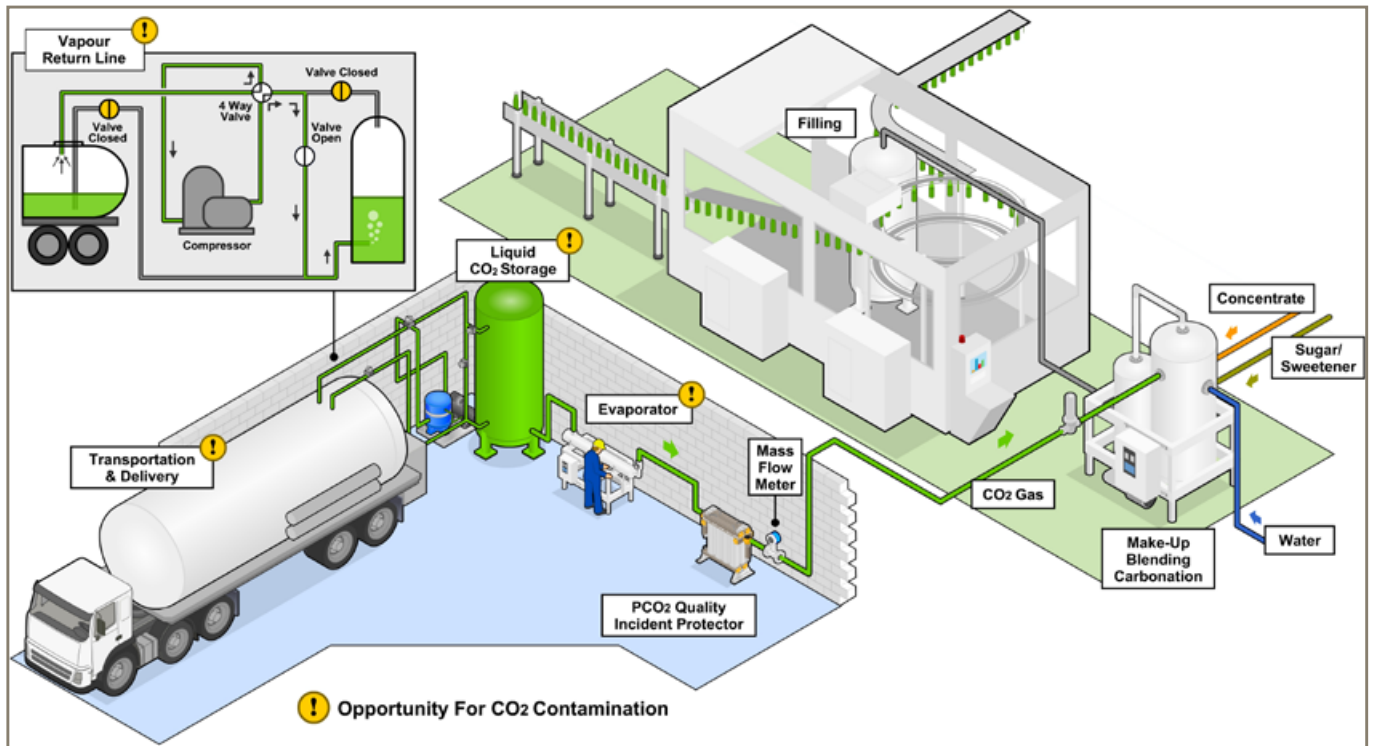 Vapour
Return Line
!
Valve Closed
4 Way
Valve
Valve
Closed
Valve
Open
Compressor
Filling
Liquid
CO2 Storage
!
Concentrate
Sugar/
Sweetener
Evaporator
!
Transportation
& Delivery
!
Mass
Flow
Meter
CO2 Gas
Water
Make-Up
Blending
Carbonation
PCO2 Quality
Incident Protector
! Opportunity For CO2 Contamination